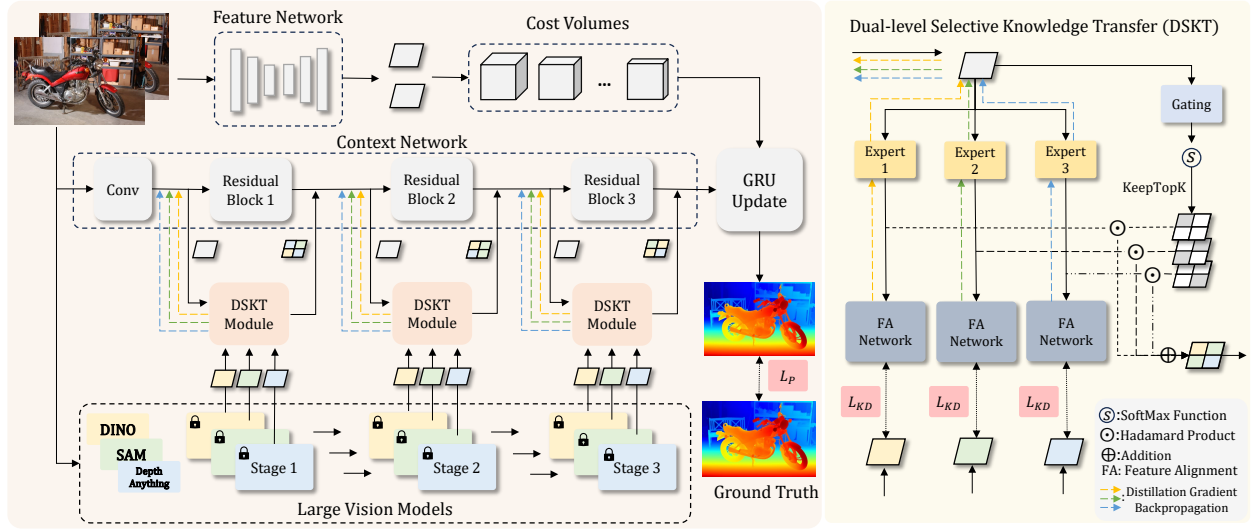 Feature Network
Cost Volumes
...
Context Network
Conv
Residual
Block 1
Residual
Block 2
Residual
Block 3
GRU
Update
DSKT
Module
DSKT
Module
DSKT
Module
L_P
DINO
SAM
Depth
Anything
Stage 1
Stage 2
Stage 3
Large Vision Models
Ground Truth
Dual-level Selective Knowledge Transfer (DSKT)
Gating
Expert
1
Expert
2
Expert
3
S
KeepTopK
FA
Network
FA
Network
FA
Network
L_KD
L_KD
L_KD
S:SoftMax Function
:Hadamard Product
:Addition
FA: Feature Alignment
:Distillation Gradient
Backpropagation